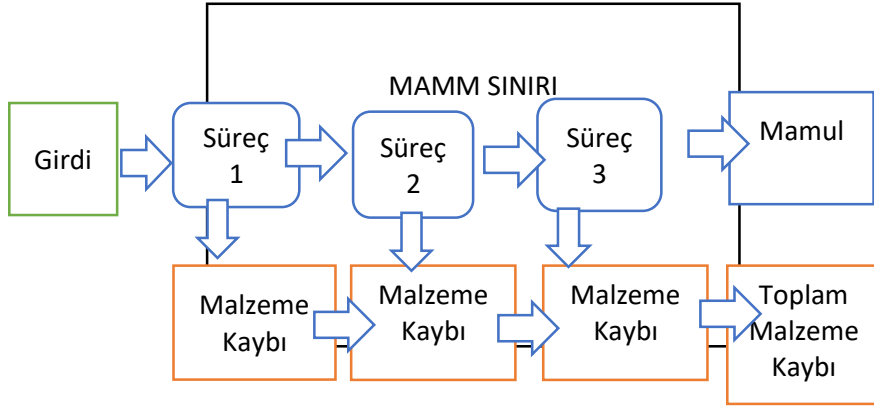 MAMM SINIRI
Girdi
Süreç
1
Süreç
2
Süreç
3
Mamul
Malzeme
Kaybı
Malzeme
Kaybı
Malzeme
Kaybı
Toplam
Malzeme
Kaybı